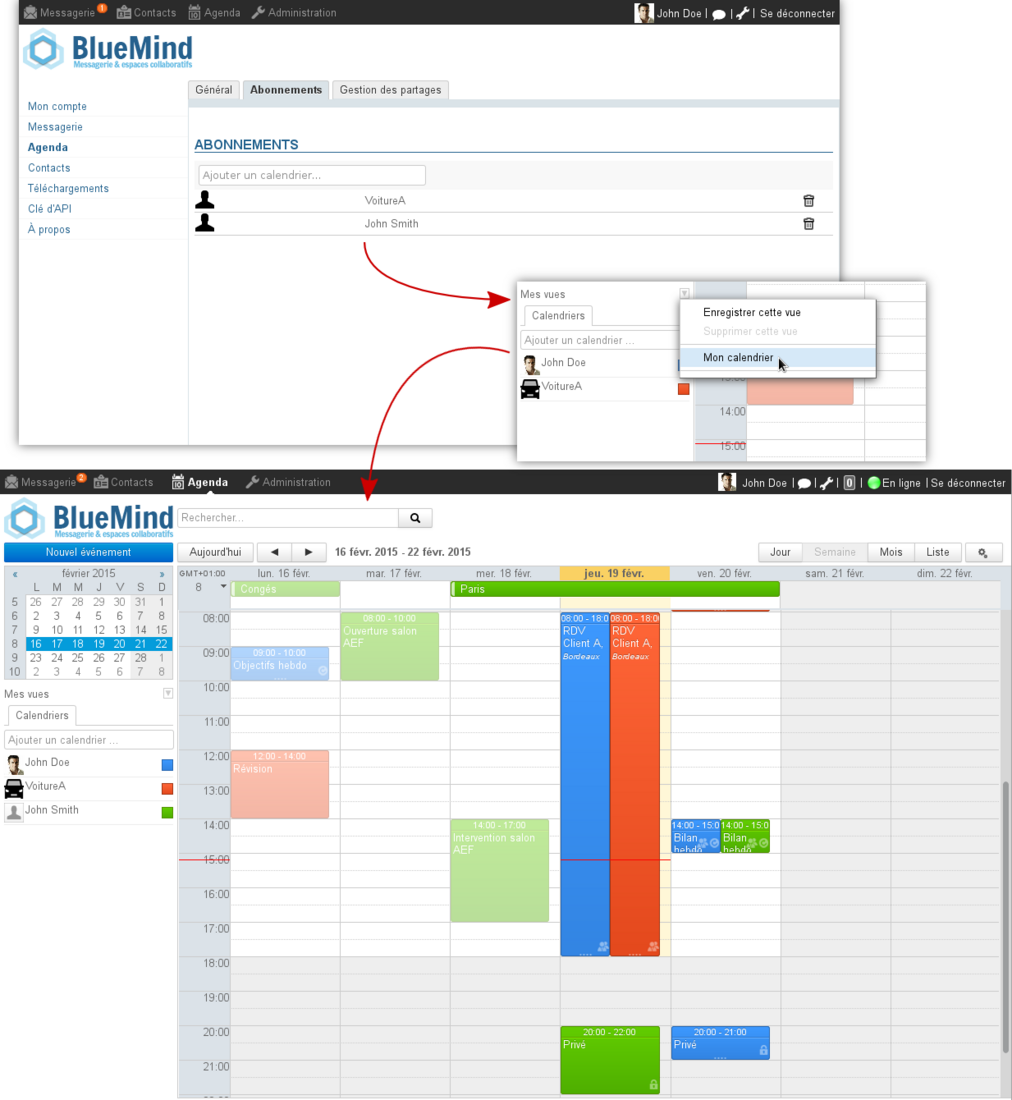 Messagerie 1 Contacts Agenda Administration John Doe | | | Se déconnecter
BlueMind
Messagerie & espaces collaboratifs
Général Abonnements Gestion des partages
Mon compte
Messagerie
Agenda
Contacts
Téléchargements
Clé d'API
À propos
ABONNEMENTS
Ajouter un calendrier...
VoitureA
John Smith
Mes vues
Calendriers
Ajouter un calendrier ...
John Doe
VoitureA
Enregistrer cette vue
Supprimer cette vue
Mon calendrier
14:00
15:00
Messagerie 2 Contacts Agenda Administration John Doe | | | 0 | En ligne | Se déconnecter
BlueMind
Messagerie & espaces collaboratifs
Rechercher...
Nouvel événement
Aujourd'hui 16 févr. 2015 - 22 févr. 2015 Jour Semaine Mois Liste
« février 2015 »
L M M J V S D
5 26 27 28 29 30 31 1
6 2 3 4 5 6 7 8
7 9 10 11 12 13 14 15
8 16 17 18 19 20 21 22
9 23 24 25 26 27 28 1
10 2 3 4 5 6 7 8
Mes vues
Calendriers
Ajouter un calendrier ...
John Doe
VoitureA
John Smith
GMT+01:00 lun. 16 févr. mar. 17 févr. mer. 18 févr. jeu. 19 févr. ven. 20 févr. sam. 21 févr. dim. 22 févr.
8 Congés Paris
08:00
09:00
10:00
11:00
12:00
13:00
14:00
15:00
16:00
17:00
18:00
19:00
20:00
21:00
09:00 - 10:00
Objectifs hebdo
12:00 - 14:00
Révision
08:00 - 10:00
Ouverture salon
AEF
14:00 - 17:00
Intervention salon
AEF
08:00 - 18:0
RDV
Client A,
Bordeaux
08:00 - 18:0
RDV
Client A,
Bordeaux
20:00 - 22:00
Privé
14:00 - 15:0
Bilan
hebdo
14:00 - 15:0
Bilan
hebdo
20:00 - 21:00
Privé